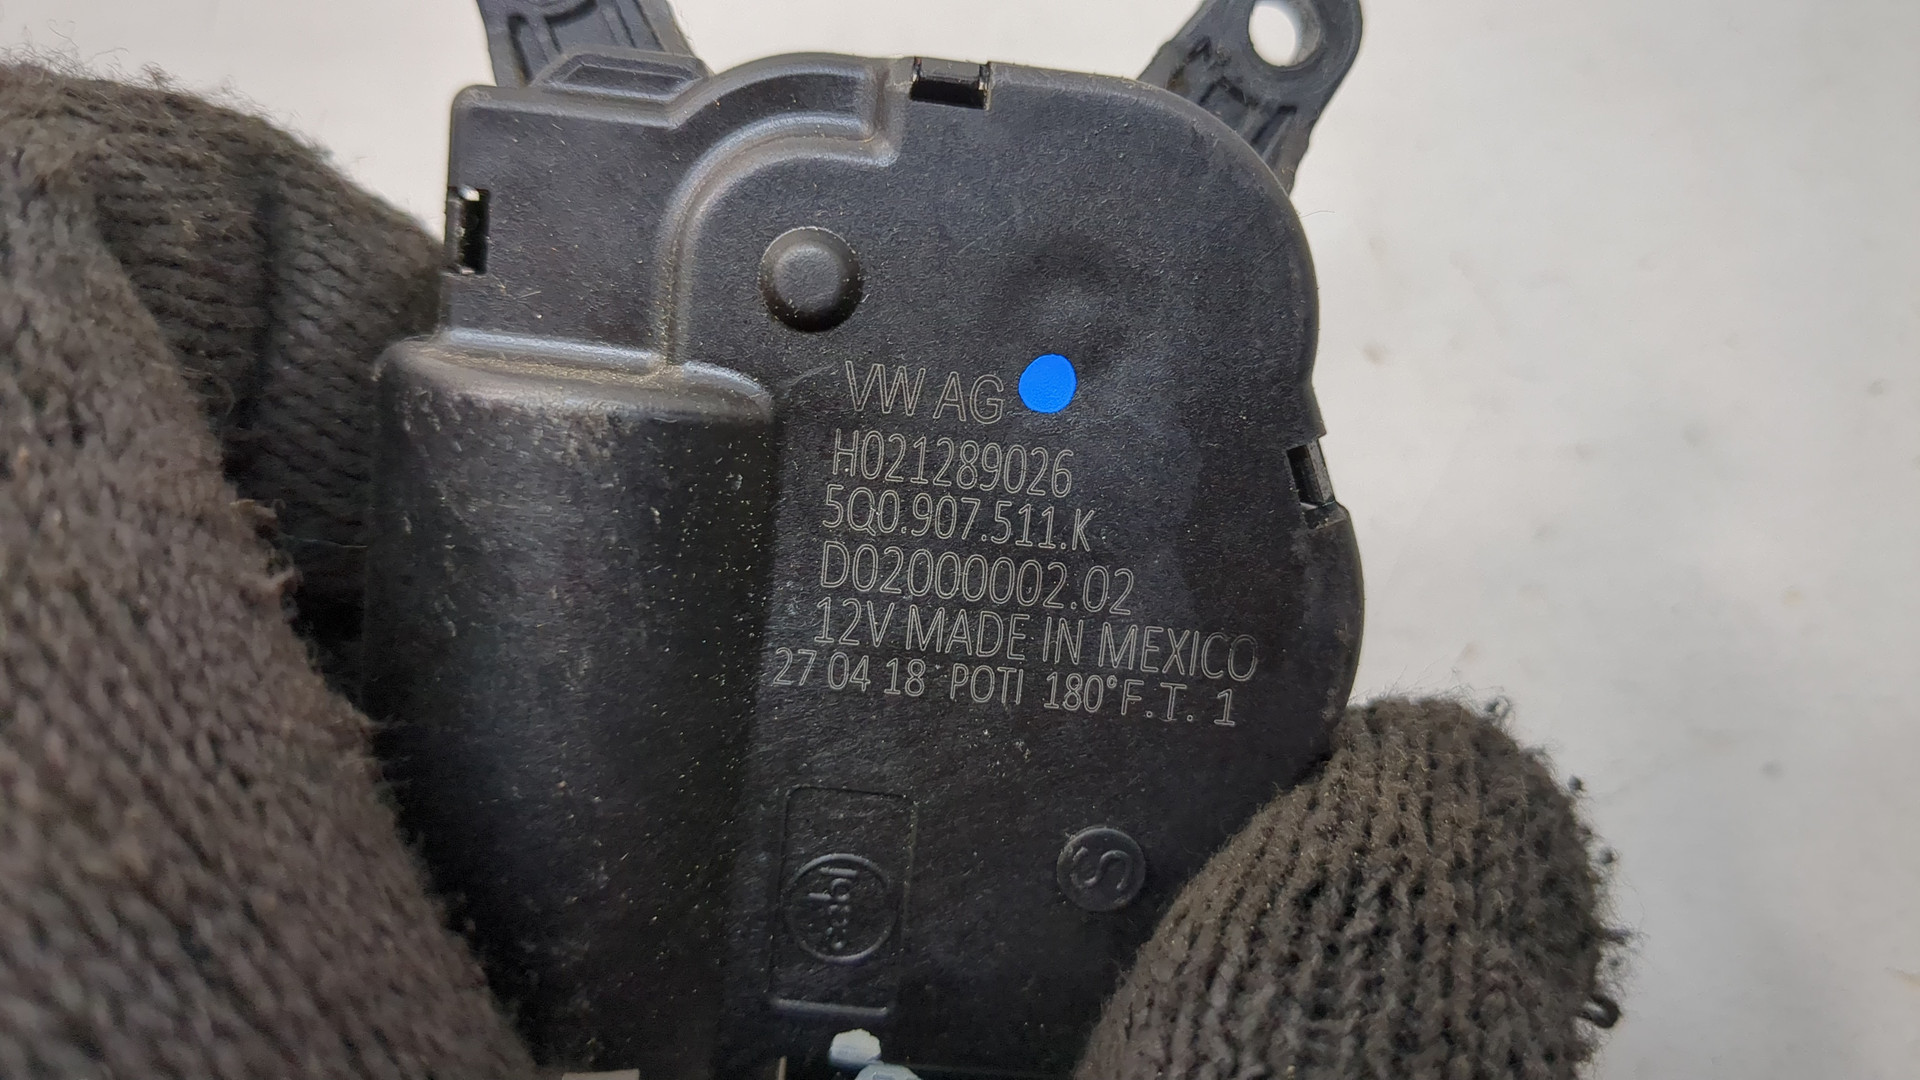 VW AG
H021289026
5Q0.907.511.K
D02000002.02
12V MADE IN MEXICO
27 04 18 POTI 180° F.T. 1
S